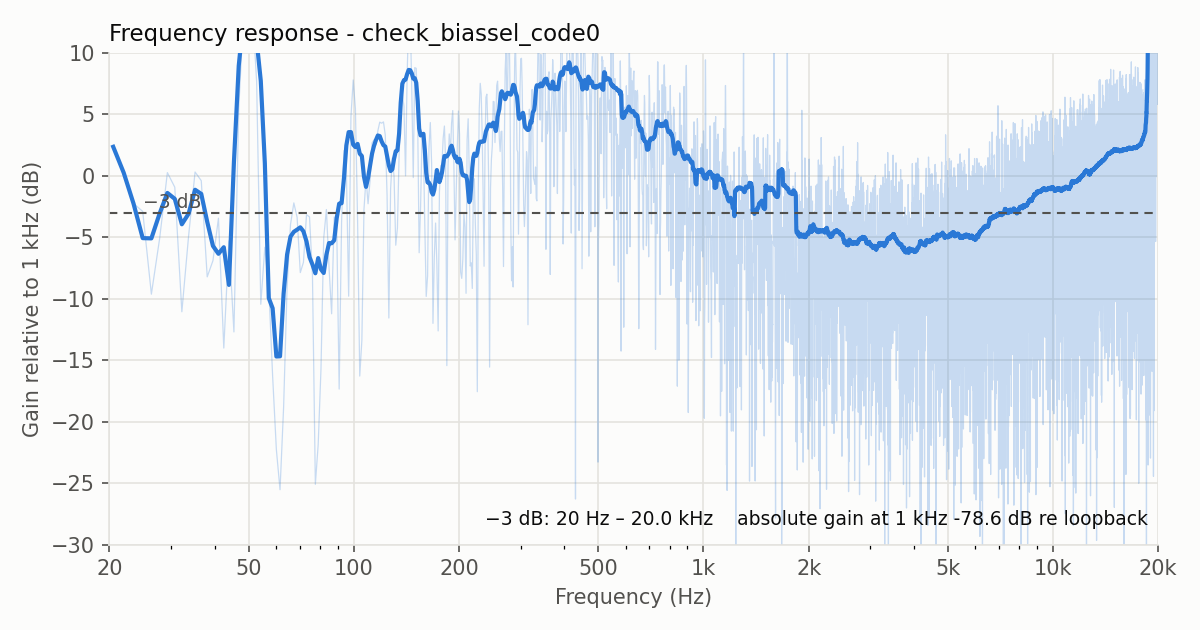 Frequency response - check_biassel_code0
Gain relative to 1 kHz (dB)
10
5
0
−5
−10
−15
−20
−25
−30
−3 dB
−3 dB: 20 Hz – 20.0 kHz absolute gain at 1 kHz -78.6 dB re loopback
20 50 100 200 500 1k 2k 5k 10k 20k
Frequency (Hz)